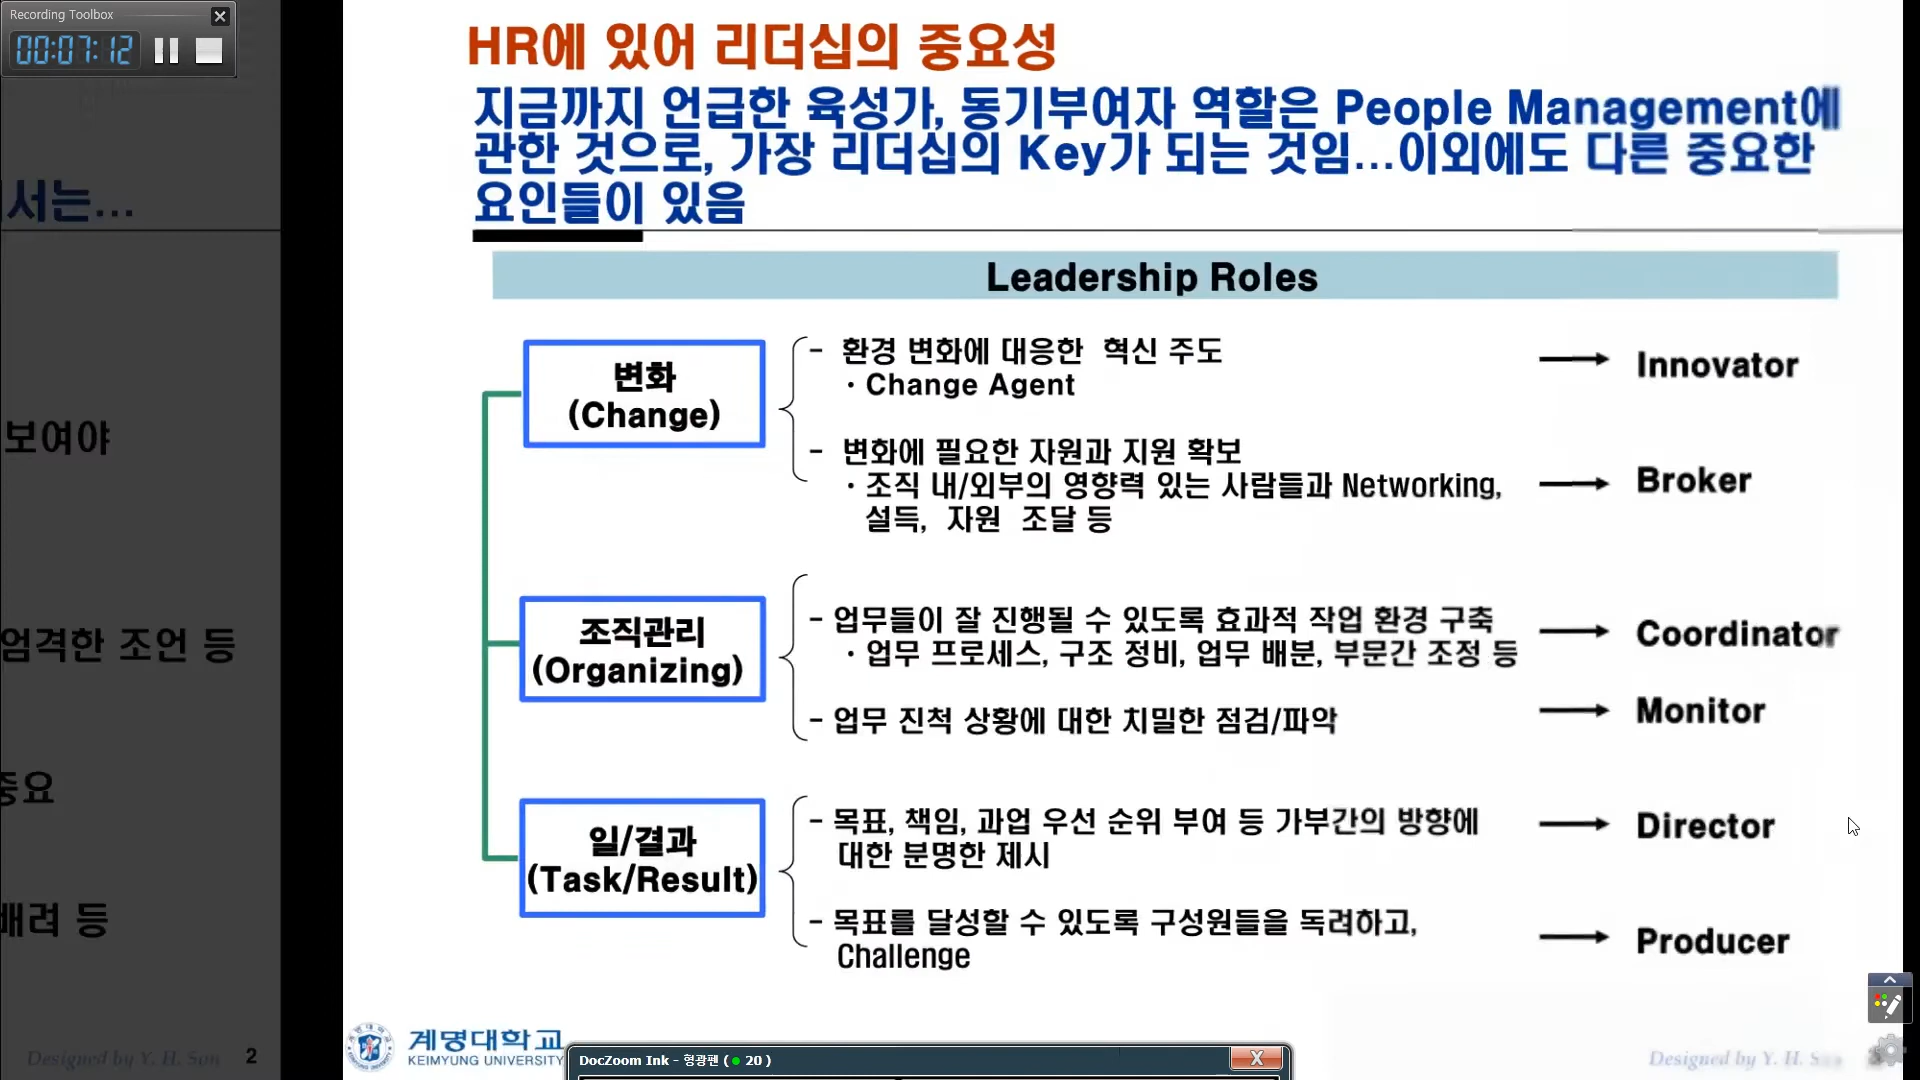 Recording Toolbox
00:07:12
HR에 있어 리더십의 중요성
지금까지 언급한 육성가, 동기부여자 역할은 People Management에
관한 것으로, 가장 리더십의 Key가 되는 것임...이외에도 다른 중요한
요인들이 있음
서는...
보여야
엄격한 조언 등
중요
배려 등
Designed by Y. H. Son 2
Leadership Roles
변화
(Change)
- 환경 변화에 대응한 혁신 주도
· Change Agent
Innovator
- 변화에 필요한 자원과 지원 확보
· 조직 내/외부의 영향력 있는 사람들과 Networking,
설득, 자원 조달 등
Broker
조직관리
(Organizing)
- 업무들이 잘 진행될 수 있도록 효과적 작업 환경 구축
· 업무 프로세스, 구조 정비, 업무 배분, 부문간 조정 등
Coordinator
- 업무 진척 상황에 대한 치밀한 점검/파악
Monitor
일/결과
(Task/Result)
- 목표, 책임, 과업 우선 순위 부여 등 가부간의 방향에
대한 분명한 제시
Director
- 목표를 달성할 수 있도록 구성원들을 독려하고,
Challenge
Producer
계명대학교
KEIMYUNG UNIVERSITY
DocZoom Ink - 형광펜 ( 20 )
X
Designed by Y. H.